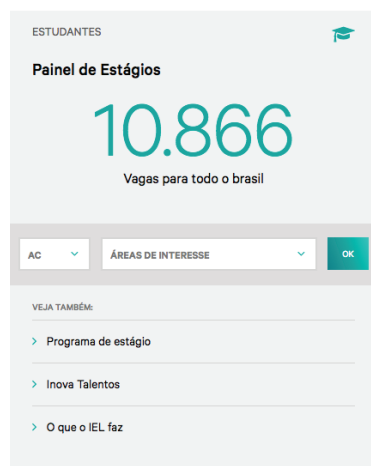 ESTUDANTES
Painel de Estágios
10.866
Vagas para todo o brasil
AC
ÁREAS DE INTERESSE
OK
VEJA TAMBÉM:
Programa de estágio
Inova Talentos
O que o IEL faz